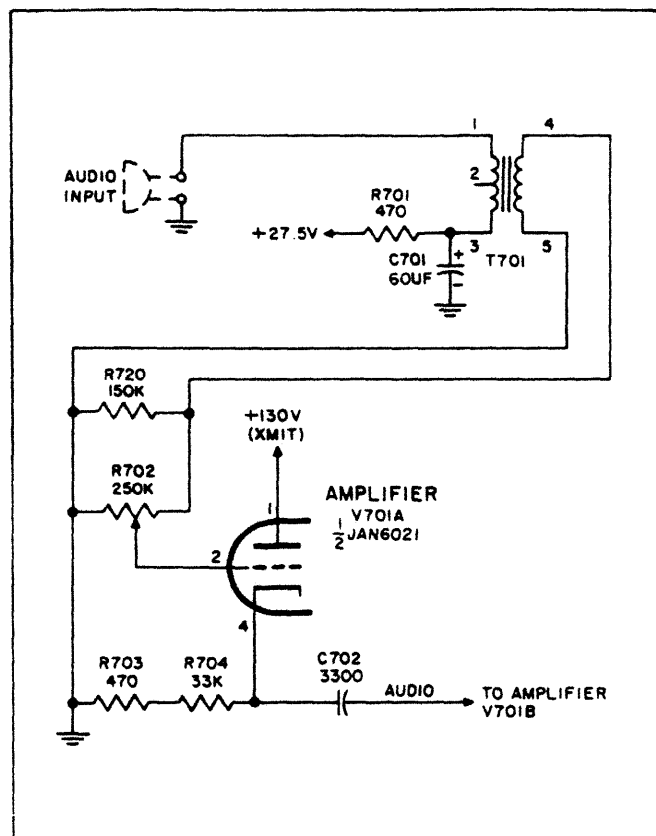 1
4
AUDIO
INPUT
2
R701
470
+27.5V
3
5
C701
60UF
+
-
T701
R720
150K
+130V
(XMIT)
R702
250K
AMPLIFIER
1
V701A
1/2 JAN6021
2
4
R703
470
R704
33K
C702
3300
AUDIO
TO AMPLIFIER
V701B